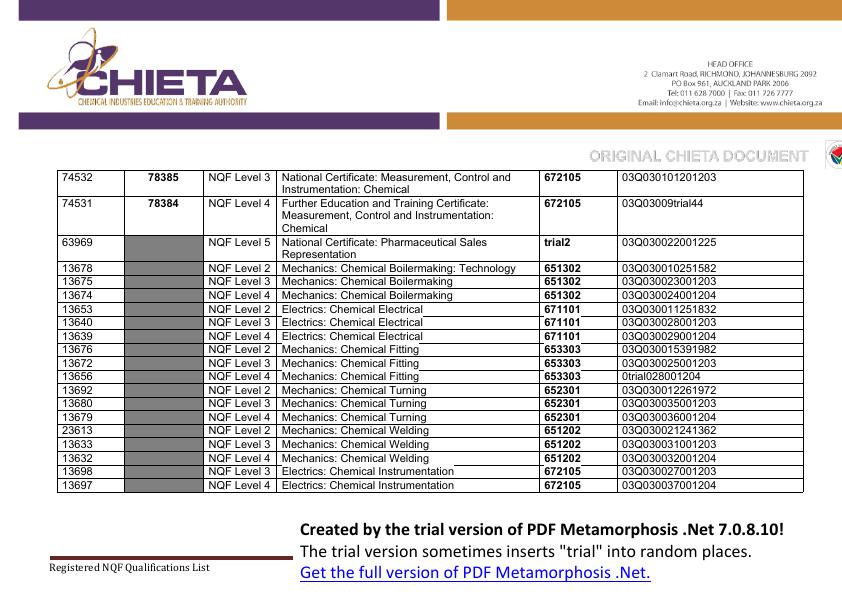 CHIETA
CHEMICAL INDUSTRIES EDUCATION & TRAINING AUTHORITY
HEAD OFFICE
2 Clamart Road, RICHMOND, JOHANNESBURG 2092
PO Box 961, AUCKLAND PARK 2006
Tel: 011 628 7000 | Fax: 011 726 7777
Email: info@chieta.org.za | Website: www.chieta.org.za
ORIGINAL CHIETA DOCUMENT
74532 78385 NQF Level 3 National Certificate: Measurement, Control and 672105 03Q030101201203
Instrumentation: Chemical
74531 78384 NQF Level 4 Further Education and Training Certificate: 672105 03Q03009trial44
Measurement, Control and Instrumentation:
Chemical
63969 NQF Level 5 National Certificate: Pharmaceutical Sales trial2 03Q030022001225
Representation
13678 NQF Level 2 Mechanics: Chemical Boilermaking: Technology 651302 03Q030010251582
13675 NQF Level 3 Mechanics: Chemical Boilermaking 651302 03Q030023001203
13674 NQF Level 4 Mechanics: Chemical Boilermaking 651302 03Q030024001204
13653 NQF Level 2 Electrics: Chemical Electrical 671101 03Q030011251832
13640 NQF Level 3 Electrics: Chemical Electrical 671101 03Q030028001203
13639 NQF Level 4 Electrics: Chemical Electrical 671101 03Q030029001204
13676 NQF Level 2 Mechanics: Chemical Fitting 653303 03Q030015391982
13672 NQF Level 3 Mechanics: Chemical Fitting 653303 03Q030025001203
13656 NQF Level 4 Mechanics: Chemical Fitting 653303 0trial028001204
13692 NQF Level 2 Mechanics: Chemical Turning 652301 03Q030012261972
13680 NQF Level 3 Mechanics: Chemical Turning 652301 03Q030035001203
13679 NQF Level 4 Mechanics: Chemical Turning 652301 03Q030036001204
23613 NQF Level 2 Mechanics: Chemical Welding 651202 03Q030021241362
13633 NQF Level 3 Mechanics: Chemical Welding 651202 03Q030031001203
13632 NQF Level 4 Mechanics: Chemical Welding 651202 03Q030032001204
13698 NQF Level 3 Electrics: Chemical Instrumentation 672105 03Q030027001203
13697 NQF Level 4 Electrics: Chemical Instrumentation 672105 03Q030037001204
Created by the trial version of PDF Metamorphosis .Net 7.0.8.10!
The trial version sometimes inserts "trial" into random places.
Get the full version of PDF Metamorphosis .Net.
Registered NQF Qualifications List